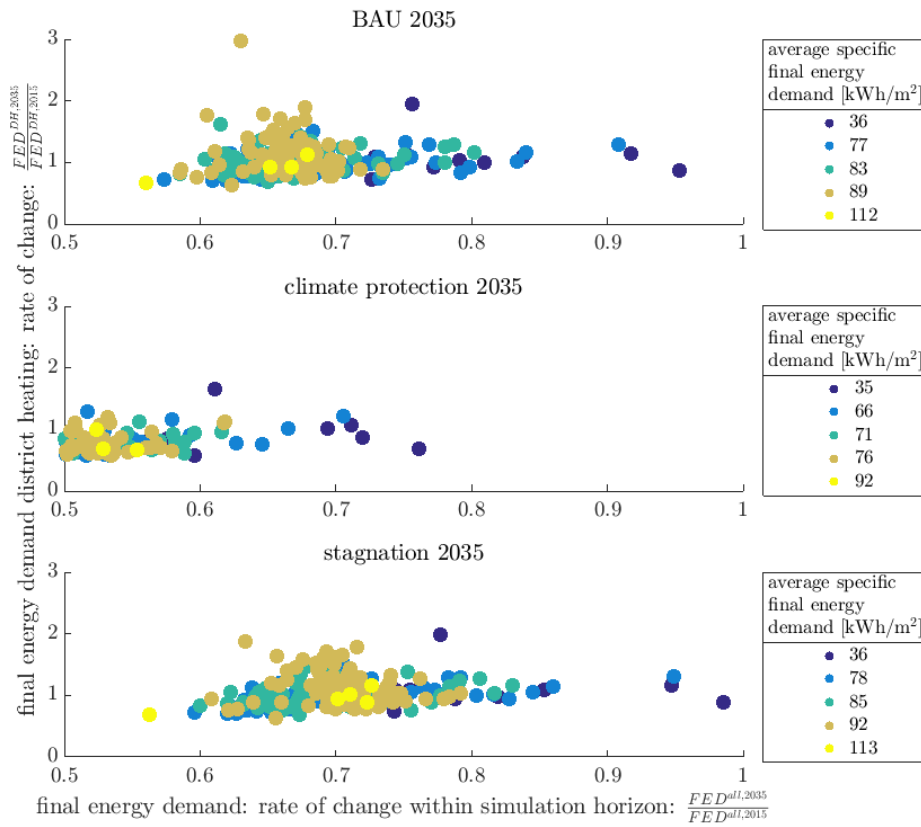 BAU 2035
3
2
1
0
0.5 0.6 0.7 0.8 0.9 1
average specific
final energy
demand [kWh/m²]
36
77
83
89
112
climate protection 2035
3
2
1
0
0.5 0.6 0.7 0.8 0.9 1
average specific
final energy
demand [kWh/m²]
35
66
71
76
92
stagnation 2035
3
2
1
0
0.5 0.6 0.7 0.8 0.9 1
average specific
final energy
demand [kWh/m²]
36
78
85
92
113
final energy demand district heating: rate of change: FED^{DH,2035}/FED^{DH,2015}
final energy demand: rate of change within simulation horizon: FED^{all,2035}/FED^{all,2015}